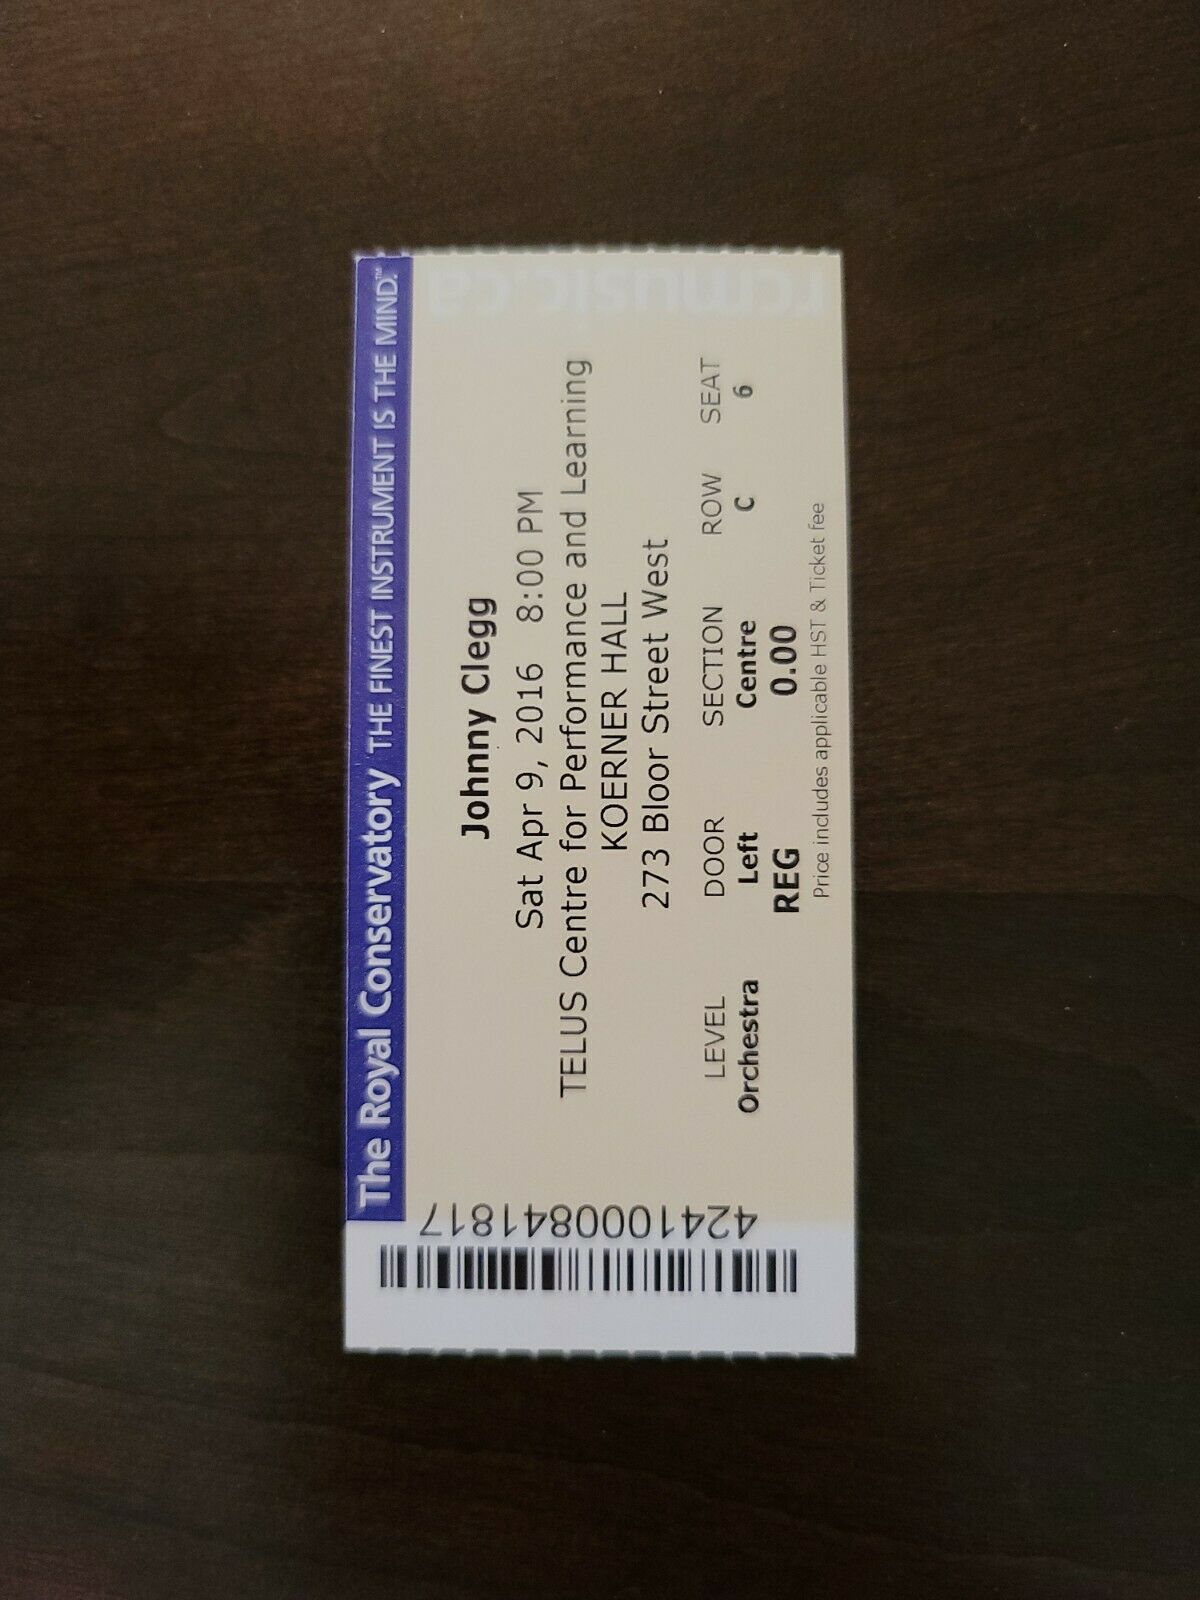 The Royal Conservatory THE FINEST INSTRUMENT IS THE MIND.™
rcmusic.ca
Johnny Clegg
Sat Apr 9, 2016 8:00 PM
TELUS Centre for Performance and Learning
KOERNER HALL
273 Bloor Street West
LEVEL DOOR SECTION ROW SEAT
Orchestra Left Centre C 6
REG 0.00
Price includes applicable HST & Ticket fee
4241000841817